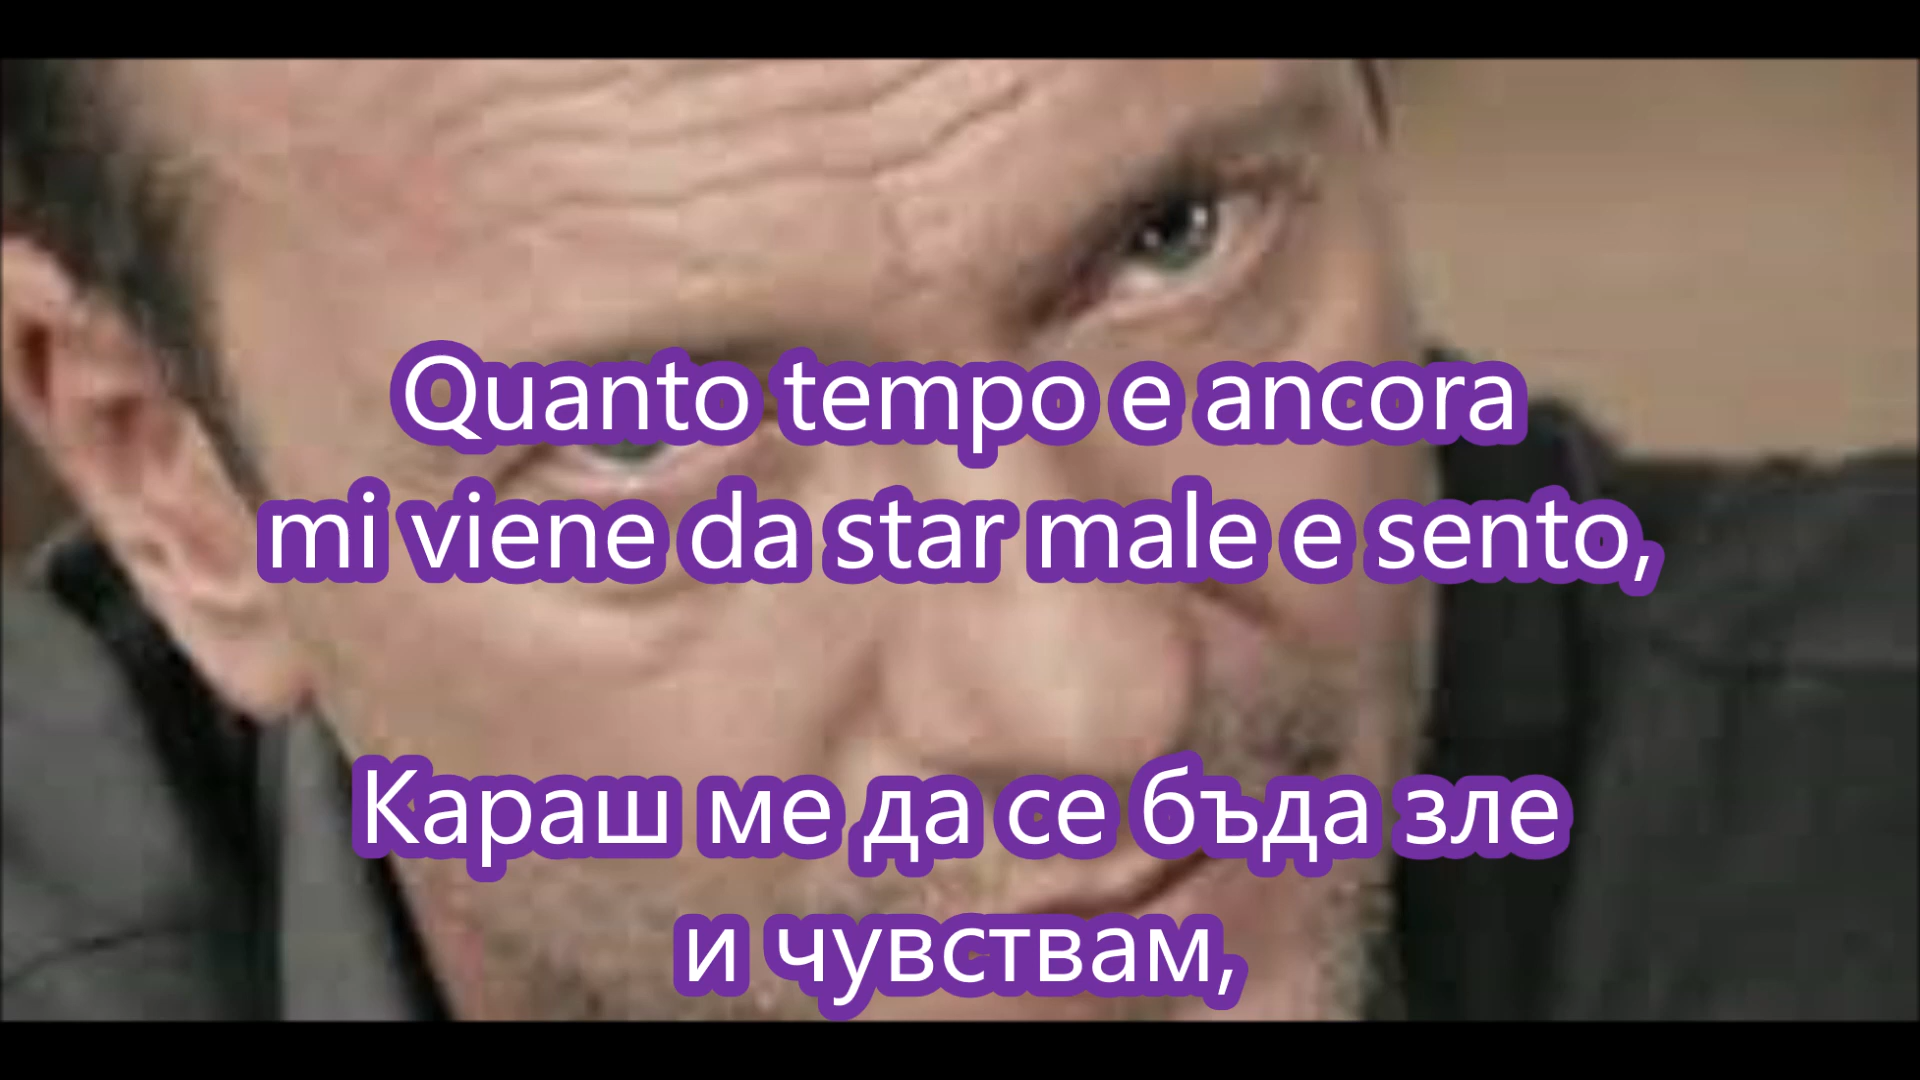 Quanto tempo e ancora
mi viene da star male e sento,
Караш ме да се бъда зле
и чувствам,